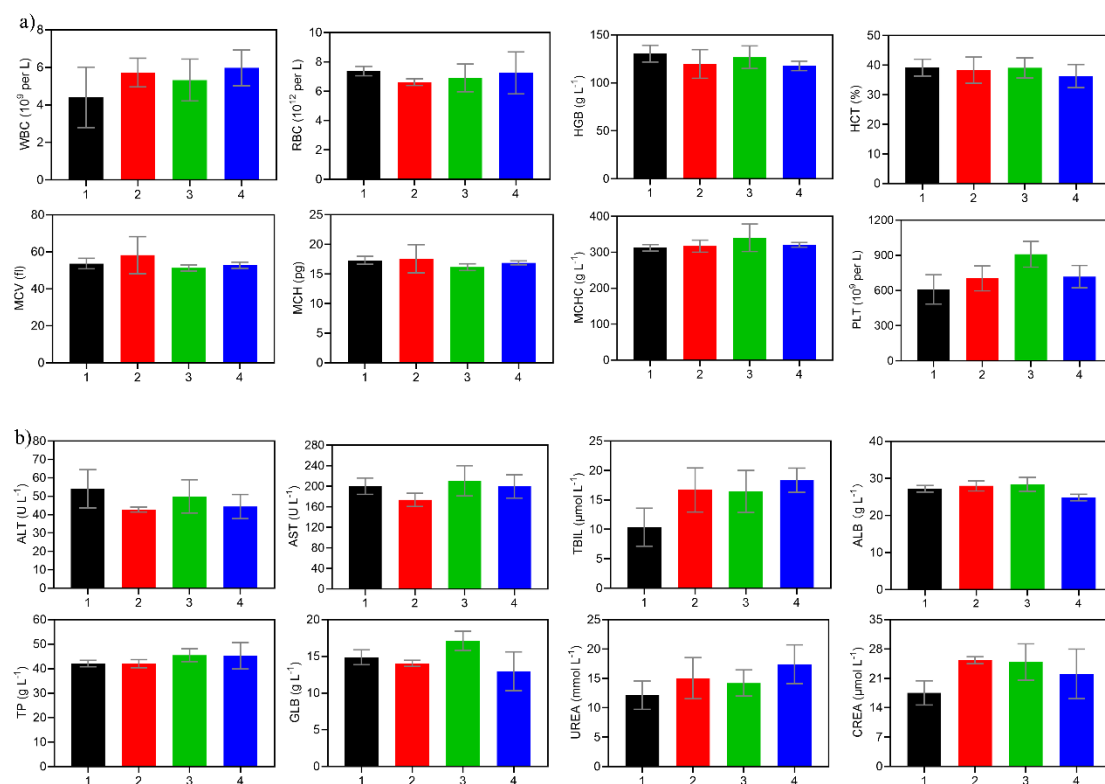 a)
WBC (10⁹ per L)
8
6
4
2
0
1 2 3 4
RBC (10¹² per L)
12
10
8
6
4
2
0
1 2 3 4
HGB (g L⁻¹)
150
100
50
0
1 2 3 4
HCT (%)
50
40
30
20
10
0
1 2 3 4
MCV (fl)
80
60
40
20
0
1 2 3 4
MCH (pg)
25
20
15
10
5
0
1 2 3 4
MCHC (g L⁻¹)
400
300
200
100
0
1 2 3 4
PLT (10⁹ per L)
1200
900
600
300
0
1 2 3 4
b)
ALT (U L⁻¹)
80
70
60
50
40
30
20
10
0
1 2 3 4
AST (U L⁻¹)
280
240
200
160
120
80
40
0
1 2 3 4
TBIL (μmol L⁻¹)
25
20
15
10
5
0
1 2 3 4
ALB (g L⁻¹)
40
30
20
10
0
1 2 3 4
TP (g L⁻¹)
60
50
40
30
20
10
0
1 2 3 4
GLB (g L⁻¹)
20
15
10
5
0
1 2 3 4
UREA (mmol L⁻¹)
25
20
15
10
5
0
1 2 3 4
CREA (μmol L⁻¹)
35
28
21
14
7
0
1 2 3 4